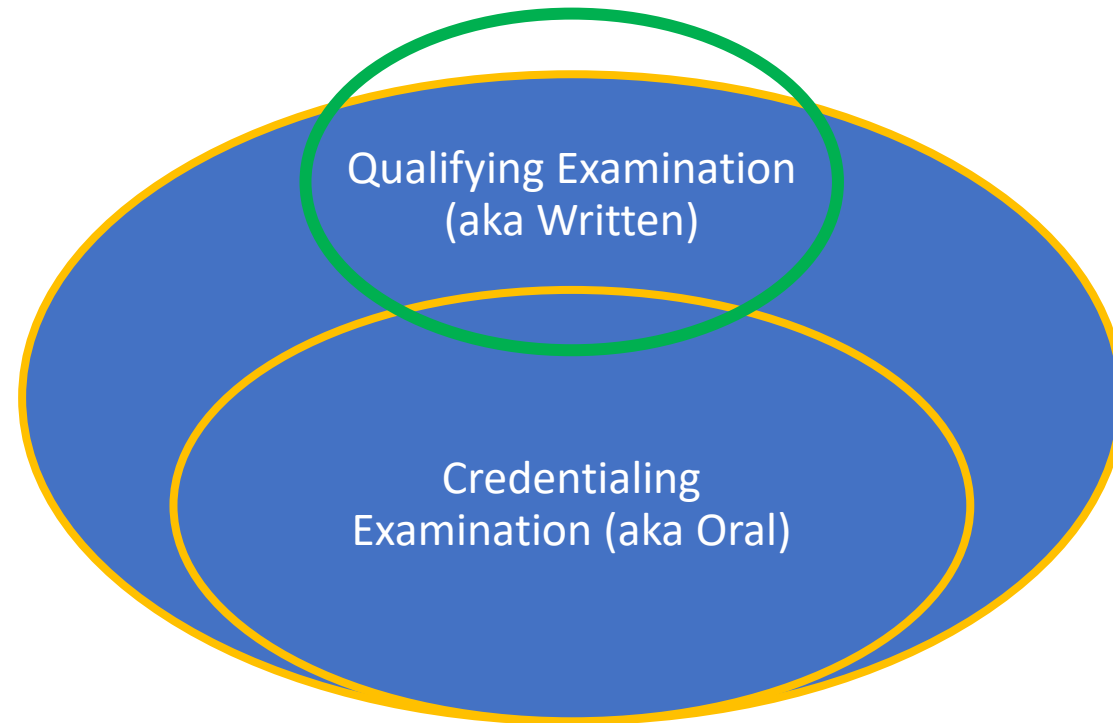 Qualifying Examination
(aka Written)
Credentialing
Examination (aka Oral)